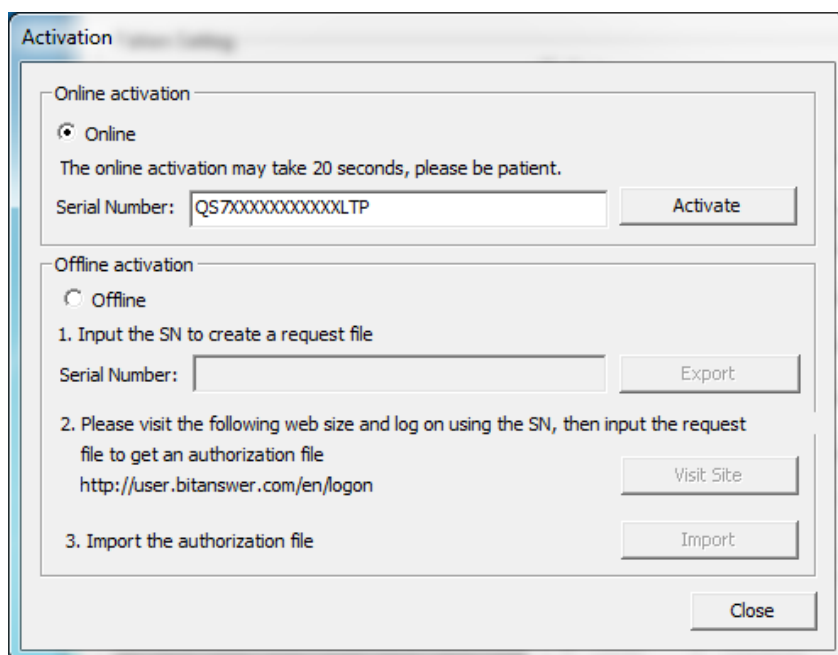 Activation
Online activation
Online
The online activation may take 20 seconds, please be patient.
Serial Number: QS7XXXXXXXXXXXLTP Activate
Offline activation
Offline
1. Input the SN to create a request file
Serial Number: Export
2. Please visit the following web size and log on using the SN, then input the request
file to get an authorization file
http://user.bitanswer.com/en/logon Visit Site
3. Import the authorization file Import
Close